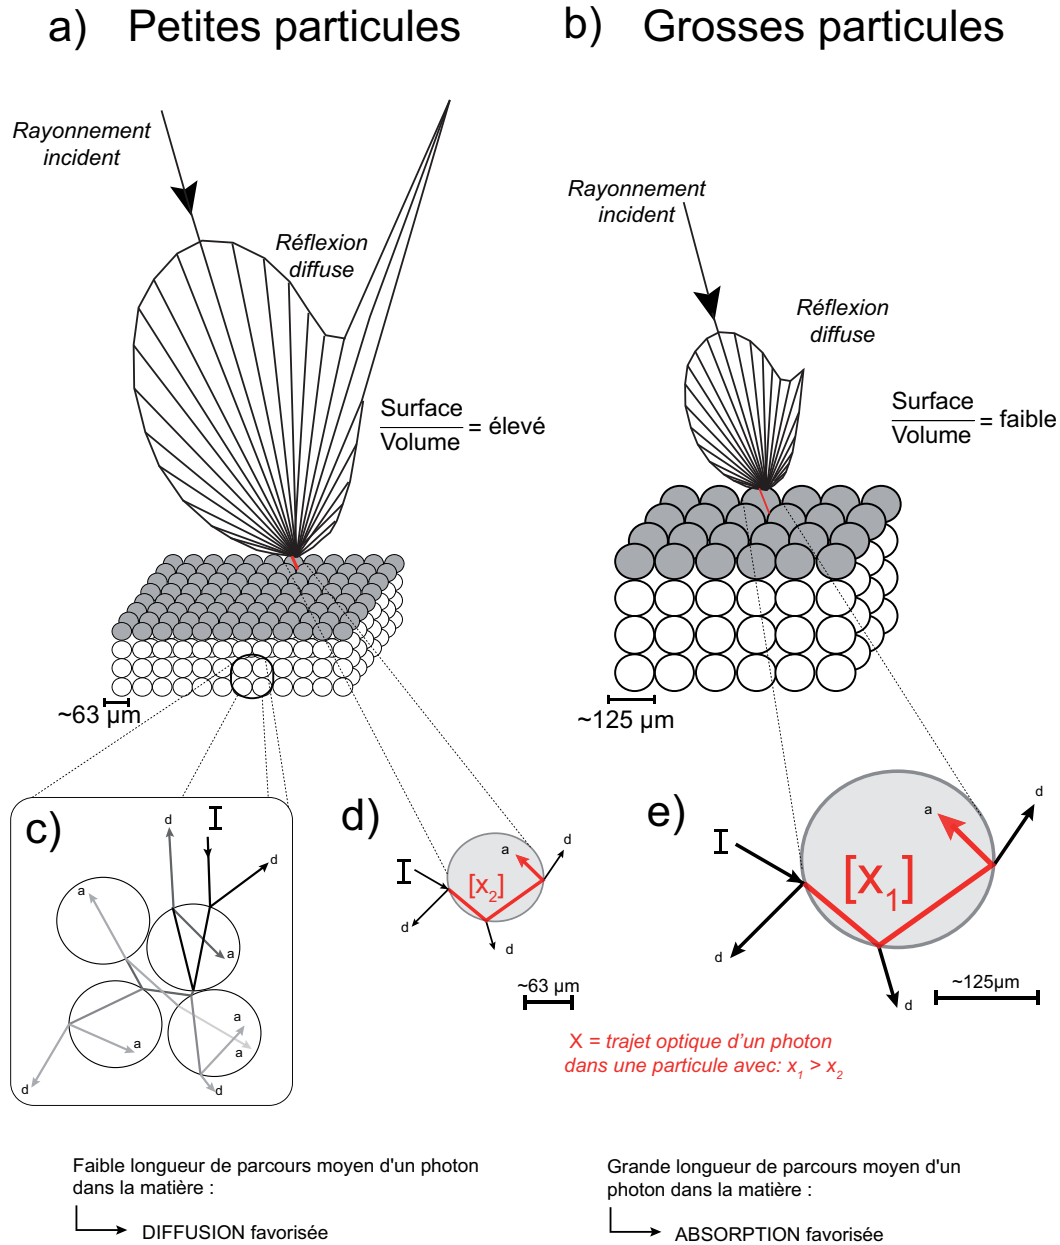 a) Petites particules
b) Grosses particules
Rayonnement
incident
Réflexion
diffuse
Surface
Volume
= élevé
Rayonnement
incident
Réflexion
diffuse
Surface
Volume
= faible
~63 µm
~125 µm
c)
I
d
d
a
a
a
a
a
d
d
d)
I
a
d
[x2]
d
d
~63 µm
e)
I
a
d
[x1]
d
d
~125µm
X = trajet optique d'un photon
dans une particule avec: x1 > x2
Faible longueur de parcours moyen d'un photon
dans la matière :
DIFFUSION favorisée
Grande longueur de parcours moyen d'un
photon dans la matière :
ABSORPTION favorisée